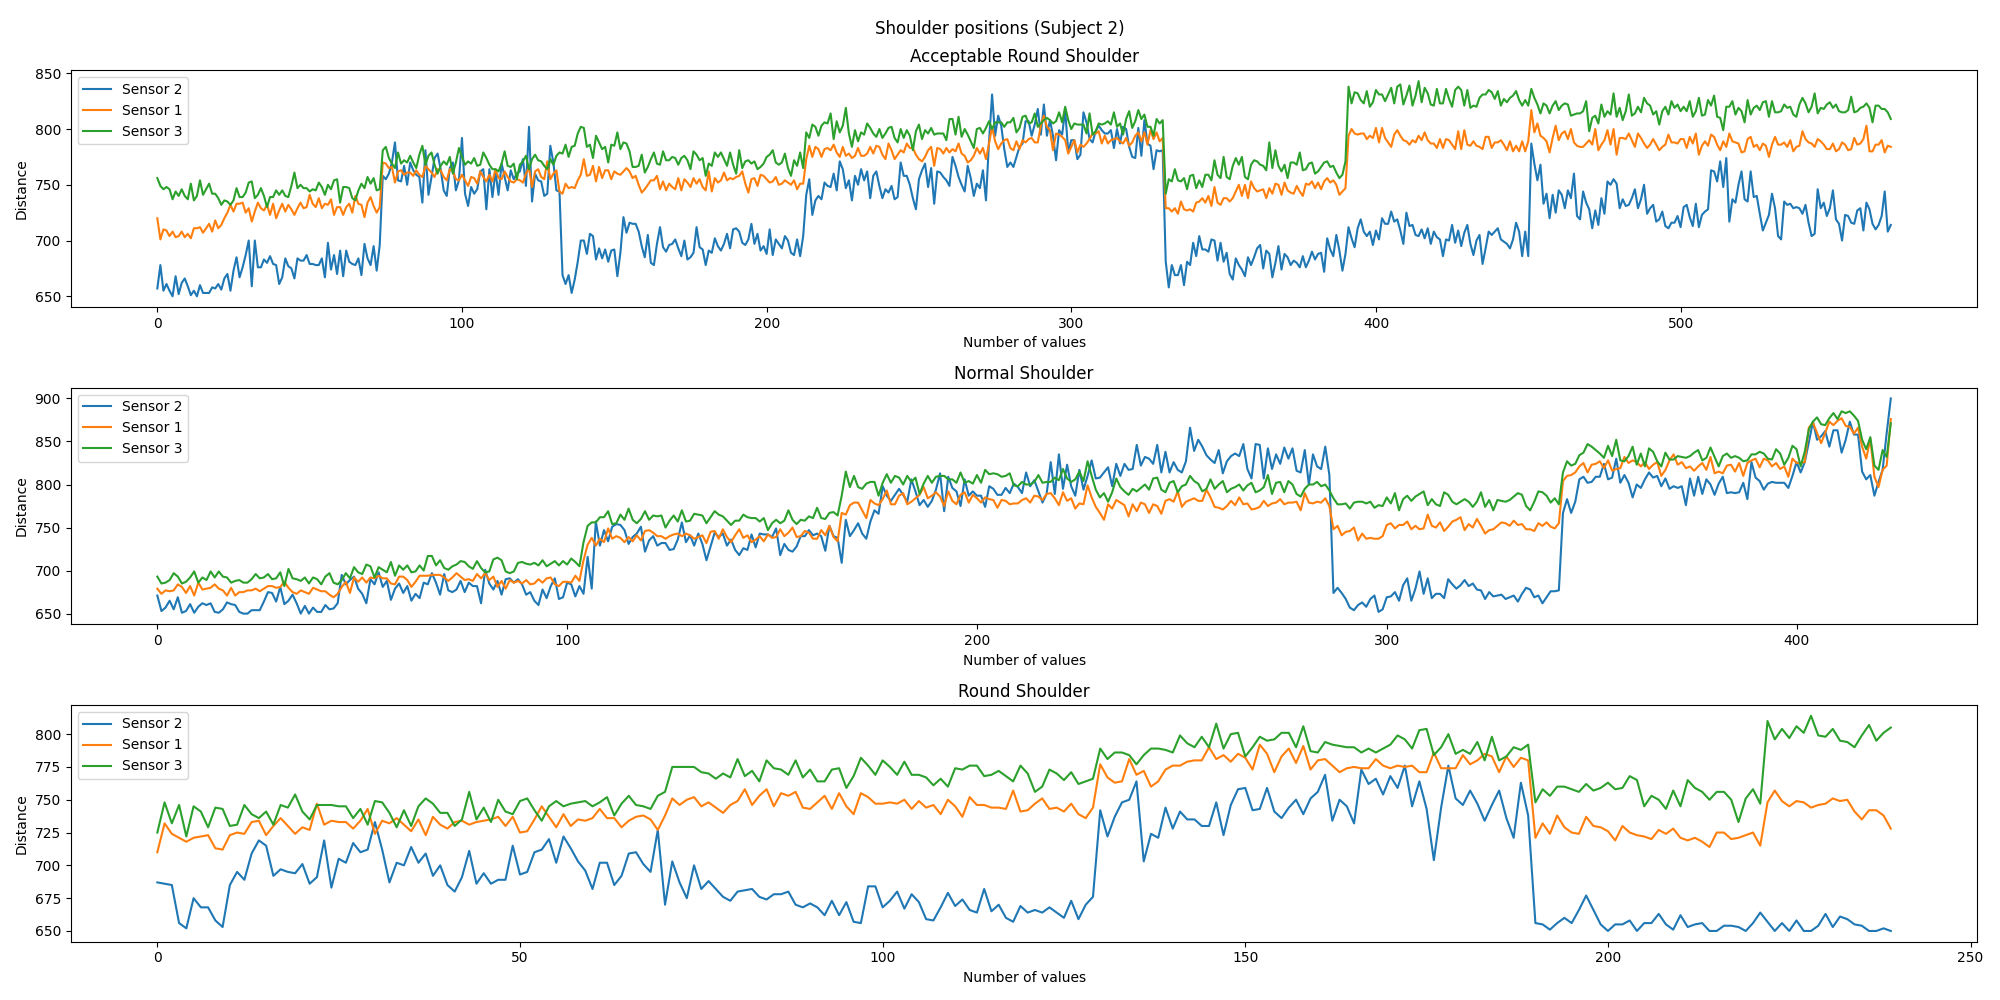 Shoulder positions (Subject 2)
Acceptable Round Shoulder
Distance
850
800
750
700
650
Sensor 2
Sensor 1
Sensor 3
0 100 200 300 400 500
Number of values
Normal Shoulder
Distance
900
850
800
750
700
650
Sensor 2
Sensor 1
Sensor 3
0 100 200 300 400
Number of values
Round Shoulder
Distance
800
775
750
725
700
675
650
Sensor 2
Sensor 1
Sensor 3
0 50 100 150 200 250
Number of values